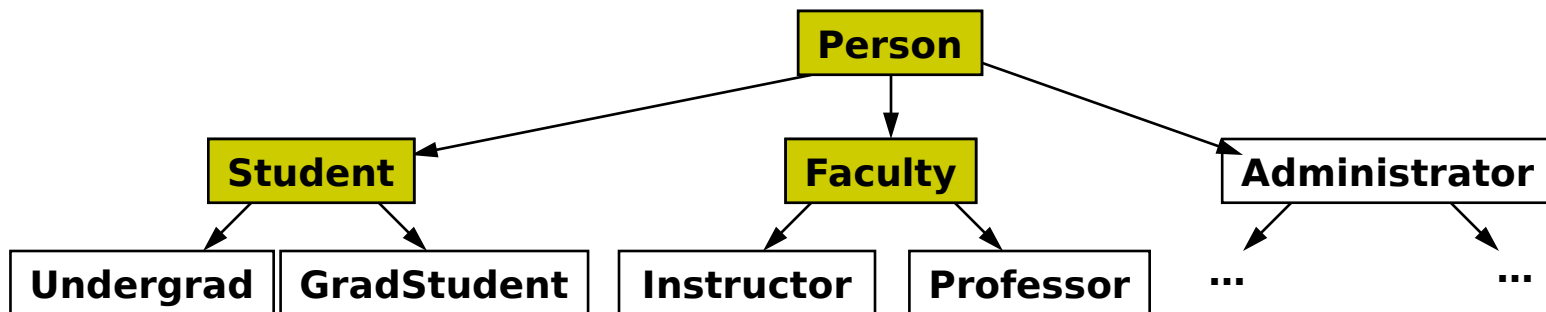 Person
Student
Faculty
Administrator
Undergrad
GradStudent
Instructor
Professor
...
...